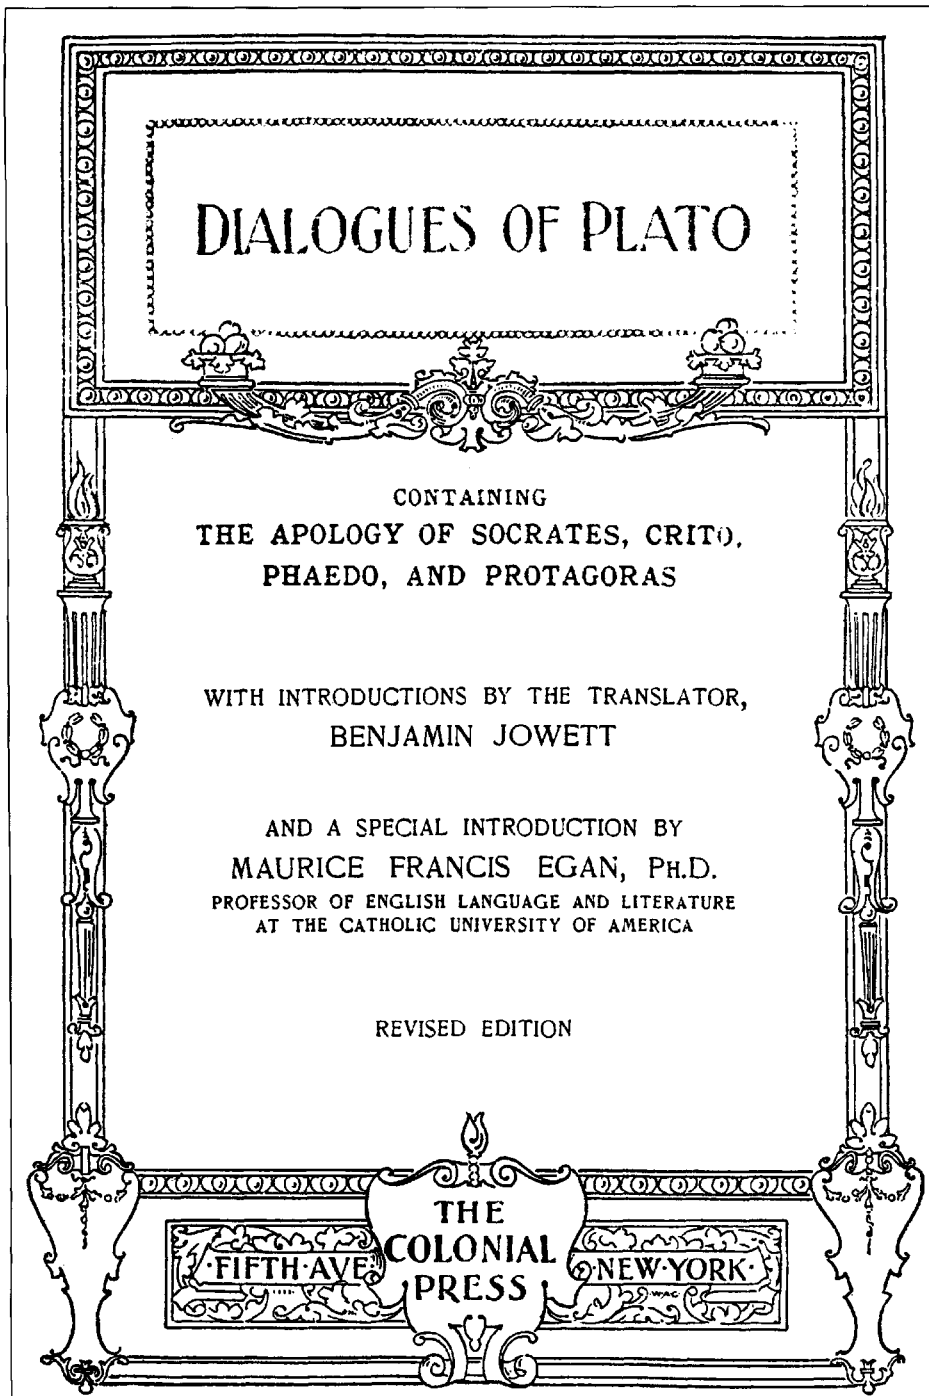 DIALOGUES OF PLATO
CONTAINING
THE APOLOGY OF SOCRATES, CRITO,
PHAEDO, AND PROTAGORAS
WITH INTRODUCTIONS BY THE TRANSLATOR,
BENJAMIN JOWETT
AND A SPECIAL INTRODUCTION BY
MAURICE FRANCIS EGAN, PH.D.
PROFESSOR OF ENGLISH LANGUAGE AND LITERATURE
AT THE CATHOLIC UNIVERSITY OF AMERICA
REVISED EDITION
THE
COLONIAL
PRESS
·FIFTH·AVE·
·NEW·YORK·